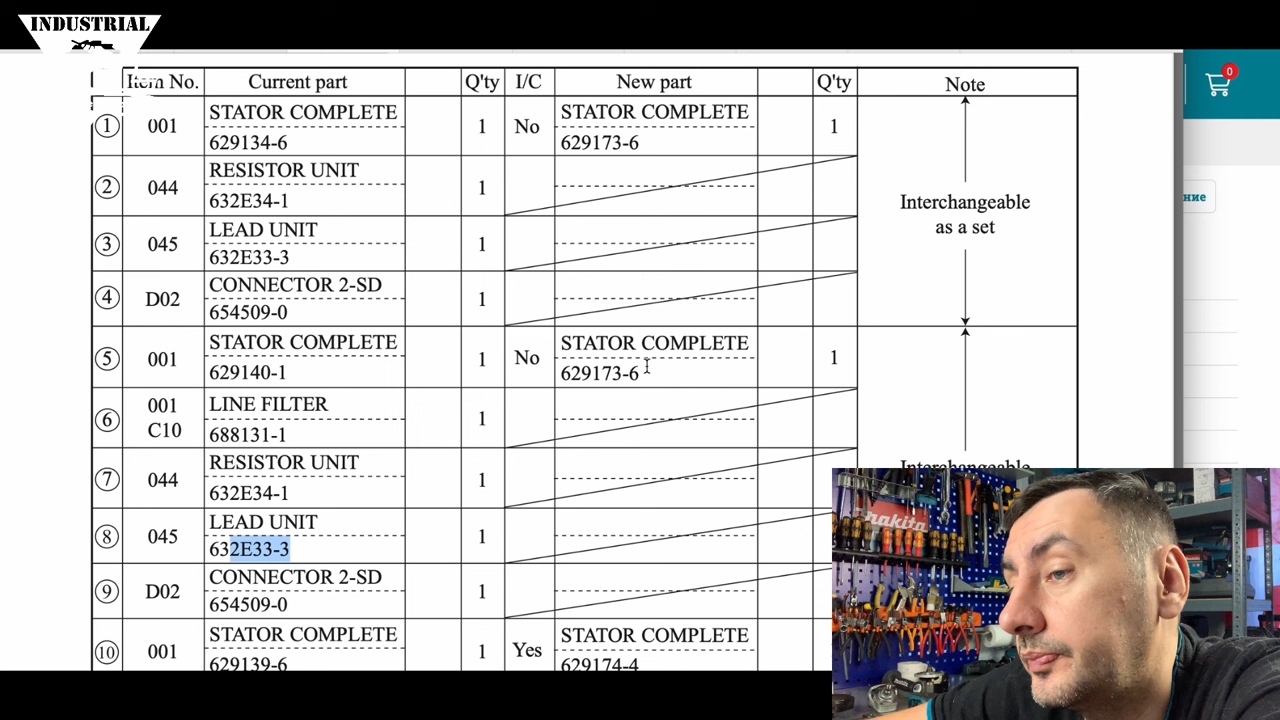 INDUSTRIAL
0
ние
Item No. Current part Q'ty I/C New part Q'ty Note
1 001 STATOR COMPLETE 629134-6 1 No STATOR COMPLETE 629173-6 1
Interchangeable
as a set
2 044 RESISTOR UNIT 632E34-1 1
3 045 LEAD UNIT 632E33-3 1
4 D02 CONNECTOR 2-SD 654509-0 1
5 001 STATOR COMPLETE 629140-1 1 No STATOR COMPLETE 629173-6 1
6 001 C10 LINE FILTER 688131-1 1
7 044 RESISTOR UNIT 632E34-1 1
Interchangeable
8 045 LEAD UNIT 632E33-3 1
9 D02 CONNECTOR 2-SD 654509-0 1
10 001 STATOR COMPLETE 629139-6 1 Yes STATOR COMPLETE 629174-4
makita